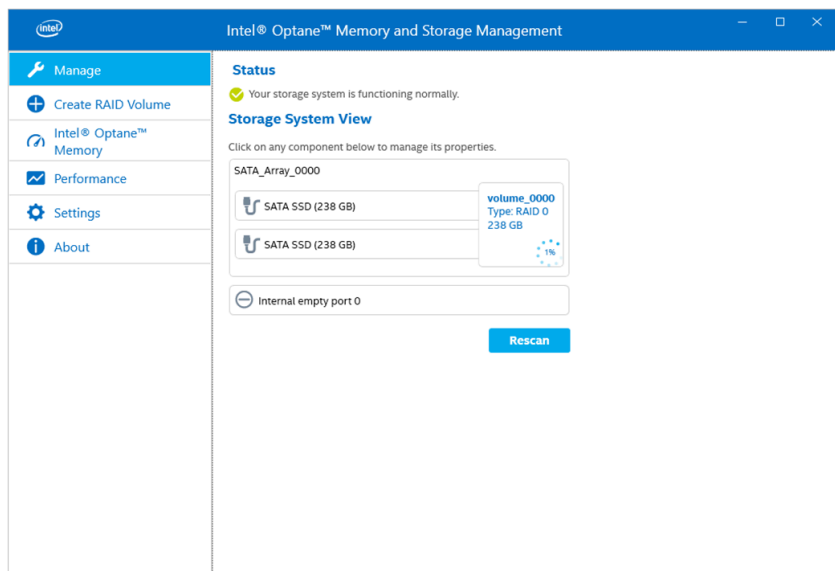 intel
Intel® Optane™ Memory and Storage Management
Manage
Create RAID Volume
Intel® Optane™
Memory
Performance
Settings
About
Status
Your storage system is functioning normally.
Storage System View
Click on any component below to manage its properties.
SATA_Array_0000
SATA SSD (238 GB)
SATA SSD (238 GB)
volume_0000
Type: RAID 0
238 GB
1%
Internal empty port 0
Rescan